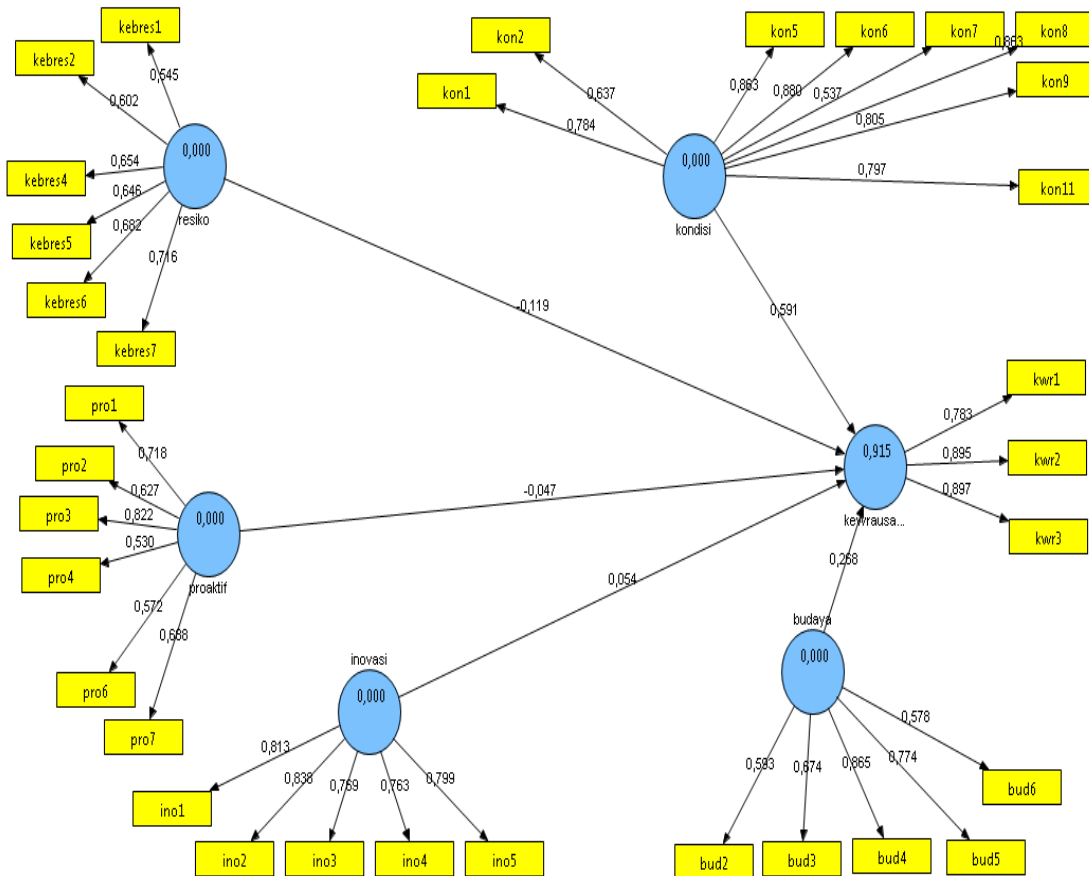 kebres1
kebres2
0,545
0,602
0,000
kebres4
0,654
0,646
resiko
kebres5
0,682
0,716
kebres6
kebres7
kon2
kon5
kon6
kon7
kon8
0,863
kon9
kon1
0,637
0,863
0,880
0,537
0,805
0,784
0,000
0,797
kon11
kondisi
-0,119
0,591
pro1
0,718
pro2
0,627
pro3
0,822
0,000
pro4
0,530
proaktif
0,572
0,688
pro6
pro7
-0,047
kwr1
0,783
0,915
0,895
kwr2
0,897
kewrausa...
kwr3
0,054
0,268
inovasi
0,000
0,813
0,838
0,769
0,763
0,799
ino1
ino2
ino3
ino4
ino5
budaya
0,000
0,578
0,593
0,674
0,865
0,774
bud6
bud2
bud3
bud4
bud5